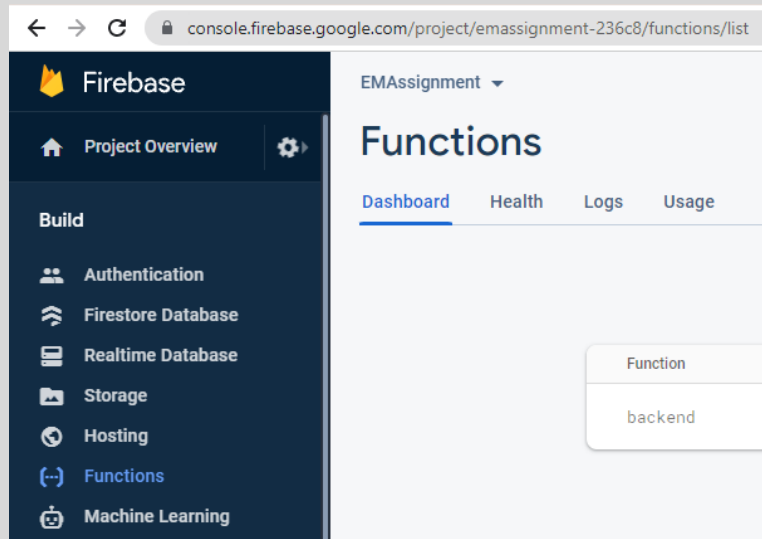 console.firebase.google.com/project/emassignment-236c8/functions/list
Firebase
Project Overview
Build
Authentication
Firestore Database
Realtime Database
Storage
Hosting
Functions
Machine Learning
EMAssignment
Functions
Dashboard Health Logs Usage
Function
backend